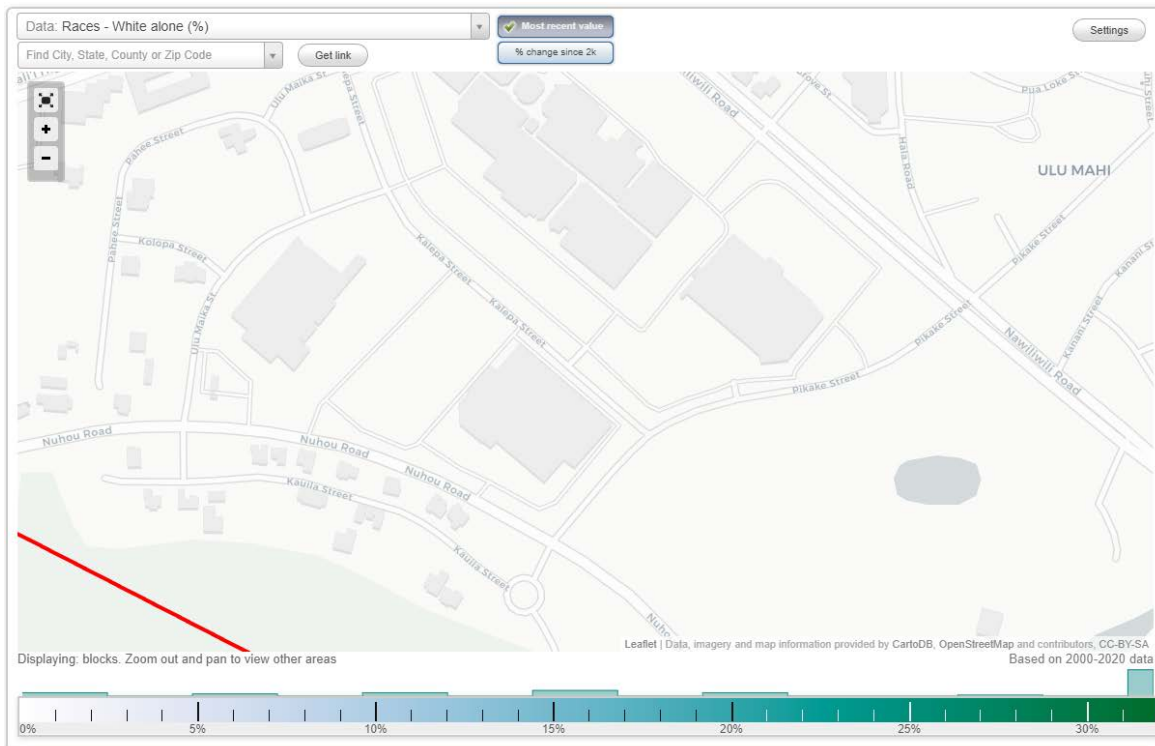 Data: Races - White alone (%)
Most recent value
Settings
Find City, State, County or Zip Code
Get link
% change since 2k
Ulu Maika St
Kalepa Street
Nawiliwili Road
Pua Loke St
Pahee Street
Hala Road
ULU MAHI
Pahee Street
Kolopa Street
Kalepa Street
Pikake Street
Kanani St
Ulu Maika St
Kalepa Street
Pikake Street
Kanani Street
Nawiliwili Road
Pikake Street
Nuhou Road
Nuhou Road
Nuhou Road
Kauila Street
Kauila Street
Leaflet | Data, imagery and map information provided by CartoDB, OpenStreetMap and contributors, CC-BY-SA
Displaying: blocks. Zoom out and pan to view other areas
Based on 2000-2020 data
0% 5% 10% 15% 20% 25% 30%